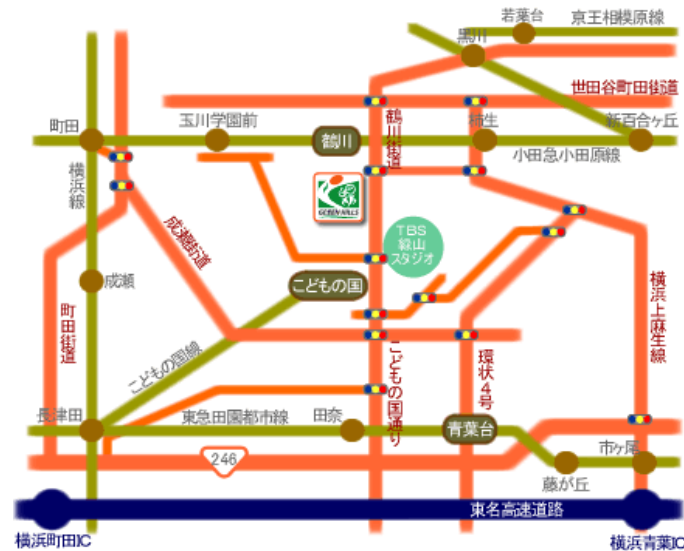 若葉台
京王相模原線
黒川
世田谷町田街道
町田
玉川学園前
鶴川
鶴川街道
柿生
新百合ヶ丘
小田急小田原線
横浜線
GREEN HILLS
成瀬街道
TBS
緑山
スタジオ
成瀬
こどもの国
町田街道
横浜上麻生線
こどもの国線
こどもの国通り
環状4号
長津田
東急田園都市線
田奈
青葉台
市ヶ尾
246
藤が丘
東名高速道路
横浜町田IC
横浜青葉IC